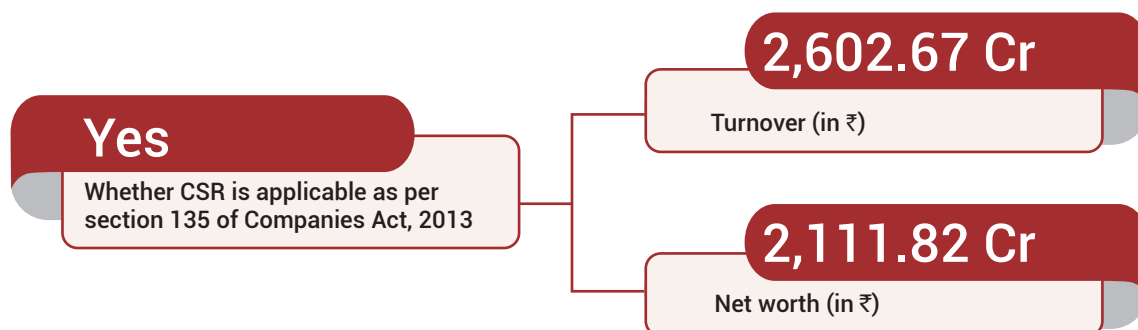 Yes
Whether CSR is applicable as per
section 135 of Companies Act, 2013
2,602.67 Cr
Turnover (in ₹)
2,111.82 Cr
Net worth (in ₹)